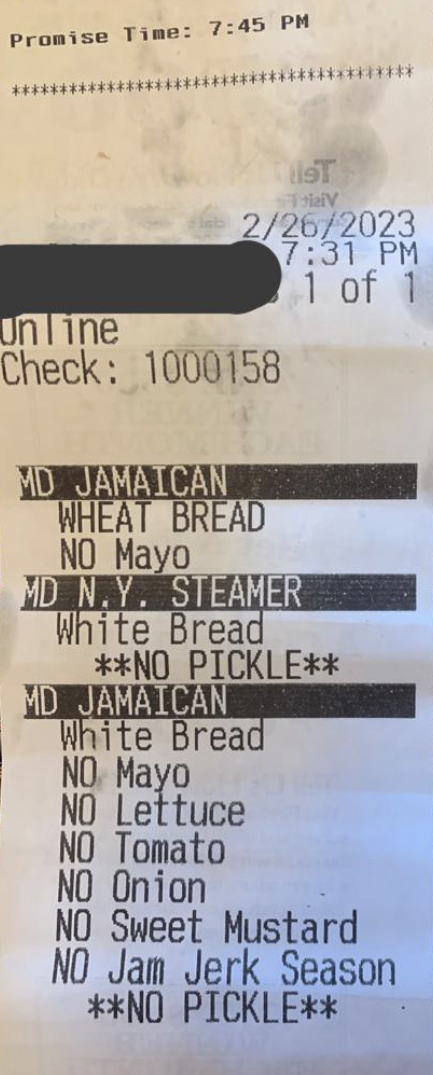 Promise Time: 7:45 PM
****************************************
Tell
Visit F
2/26/2023
7:31 PM
1 of 1
Online
Check: 1000158
MD JAMAICAN
WHEAT BREAD
NO Mayo
MD N.Y. STEAMER
White Bread
**NO PICKLE**
MD JAMAICAN
White Bread
NO Mayo
NO Lettuce
NO Tomato
NO Onion
NO Sweet Mustard
NO Jam Jerk Season
**NO PICKLE**